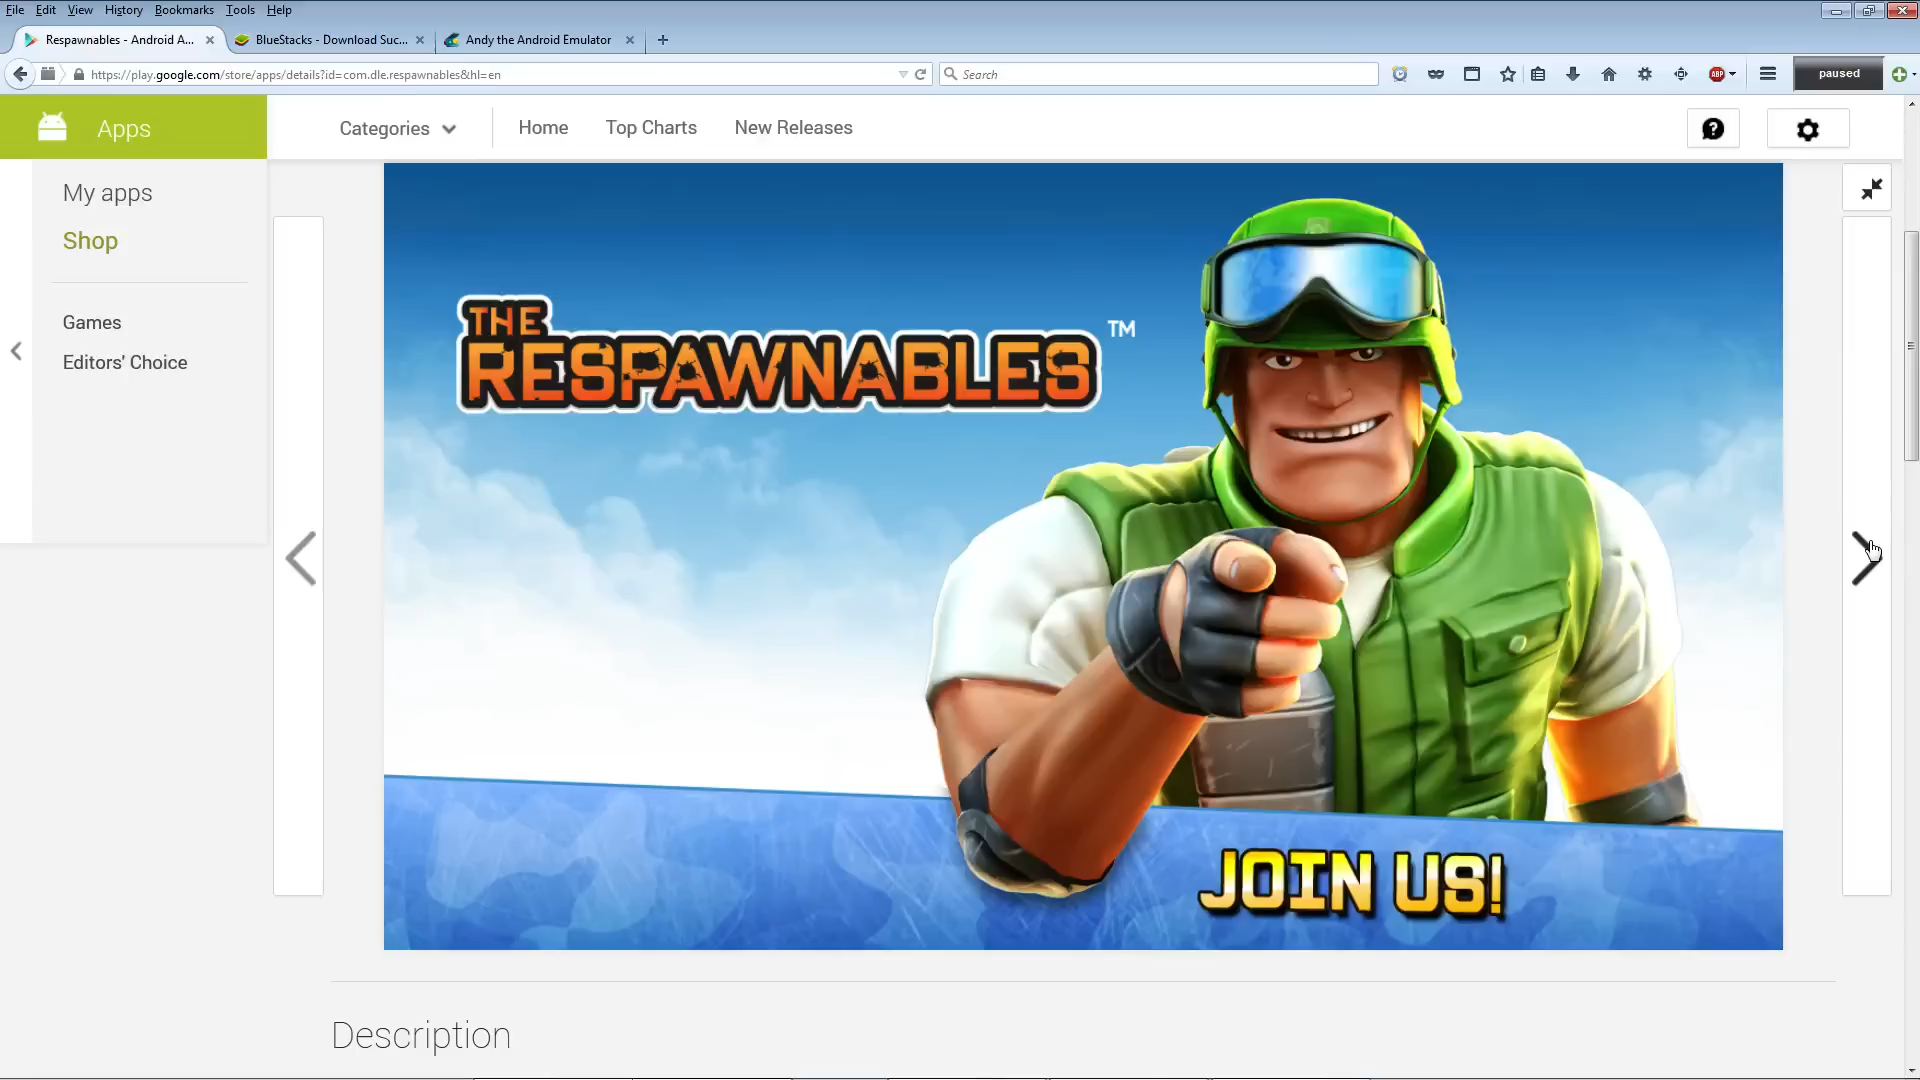 File Edit View History Bookmarks Tools Help
Respawnables - Android A... BlueStacks - Download Suc... Andy the Android Emulator
https://play.google.com/store/apps/details?id=com.dle.respawnables&hl=en Search ABP paused
Apps Categories Home Top Charts New Releases
My apps
Shop
Games
Editors' Choice
THE
RESPAWNABLES™
JOIN US!
Description